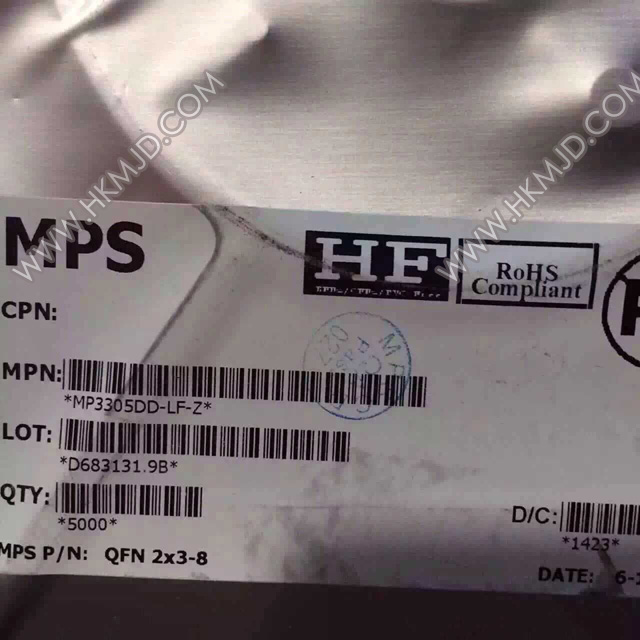 WWW.HKMJD.COM
WWW.HKMJD.COM
MPS
HF
RoHS
Compliant
CPN:
MPN:
*MP3305DD-LF-Z*
LOT:
*D683131.9B*
QTY:
*5000*
D/C:
*1423*
MPS P/N: QFN 2x3-8
DATE: